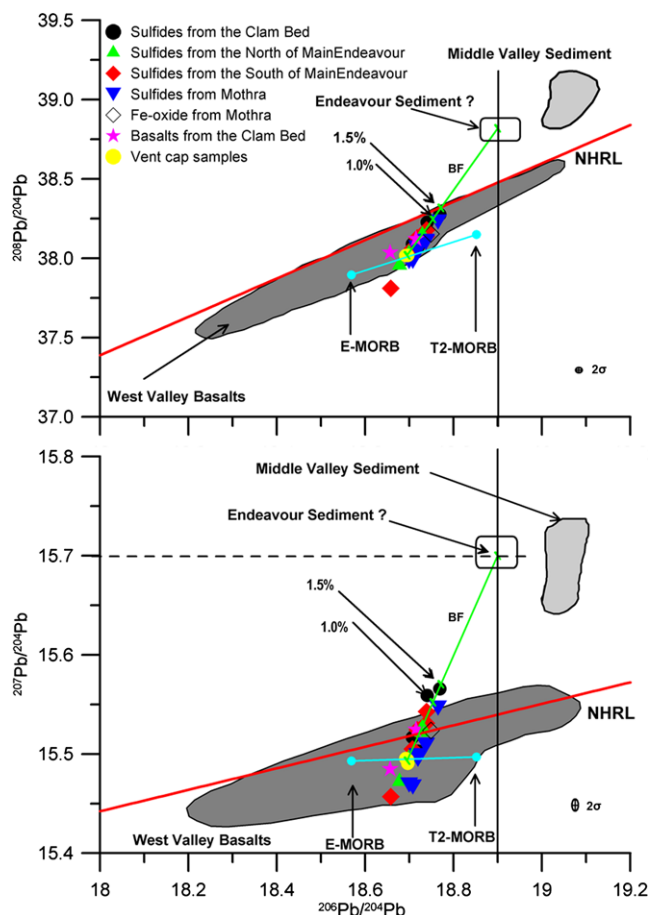 39.5
39.0
38.5
38.0
37.5
37.0
²⁰⁸Pb/²⁰⁴Pb
Sulfides from the Clam Bed
Sulfides from the North of MainEndeavour
Sulfides from the South of MainEndeavour
Sulfides from Mothra
Fe-oxide from Mothra
Basalts from the Clam Bed
Vent cap samples
Middle Valley Sediment
Endeavour Sediment ?
1.5%
1.0%
BF
NHRL
E-MORB
T2-MORB
West Valley Basalts
2σ
15.8
15.7
15.6
15.5
15.4
²⁰⁷Pb/²⁰⁴Pb
Middle Valley Sediment
Endeavour Sediment ?
1.5%
1.0%
BF
NHRL
West Valley Basalts
E-MORB
T2-MORB
2σ
18
18.2
18.4
18.6
18.8
19
19.2
²⁰⁶Pb/²⁰⁴Pb